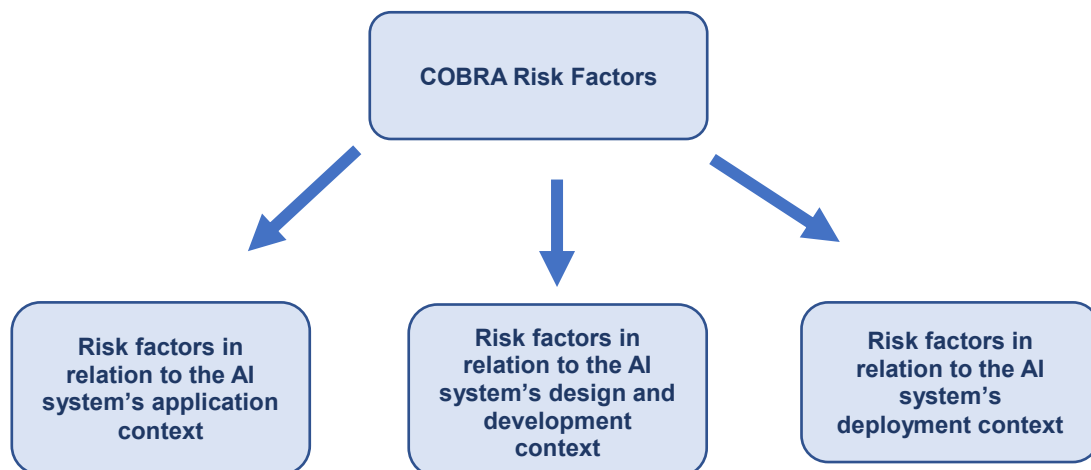 COBRA Risk Factors
Risk factors in
relation to the AI
system’s application
context
Risk factors in
relation to the AI
system’s design and
development
context
Risk factors in
relation to the AI
system’s
deployment context